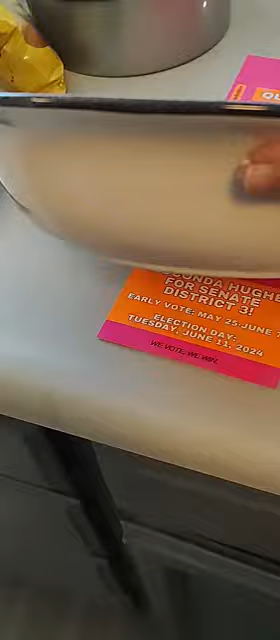 QU
FOR SENATE
DISTRICT 3!
EARLY VOTE: MAY 25-JUNE
ELECTION DAY:
TUESDAY, JUNE 11, 2024
WE VOTE. WE WIN.